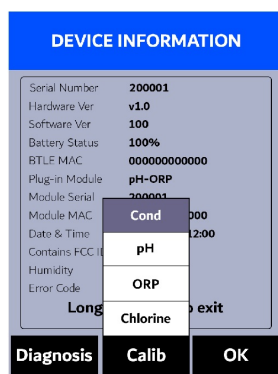 DEVICE INFORMATION
Serial Number 200001
Hardware Ver v1.0
Software Ver 100
Battery Status 100%
BTLE MAC 000000000000
Plug-in Module pH-ORP
Module Serial 200001
Module MAC 000
Date & Time 12:00
Contains FCC I
Humidity
Error Code
Long exit
Cond
pH
ORP
Chlorine
Diagnosis Calib OK